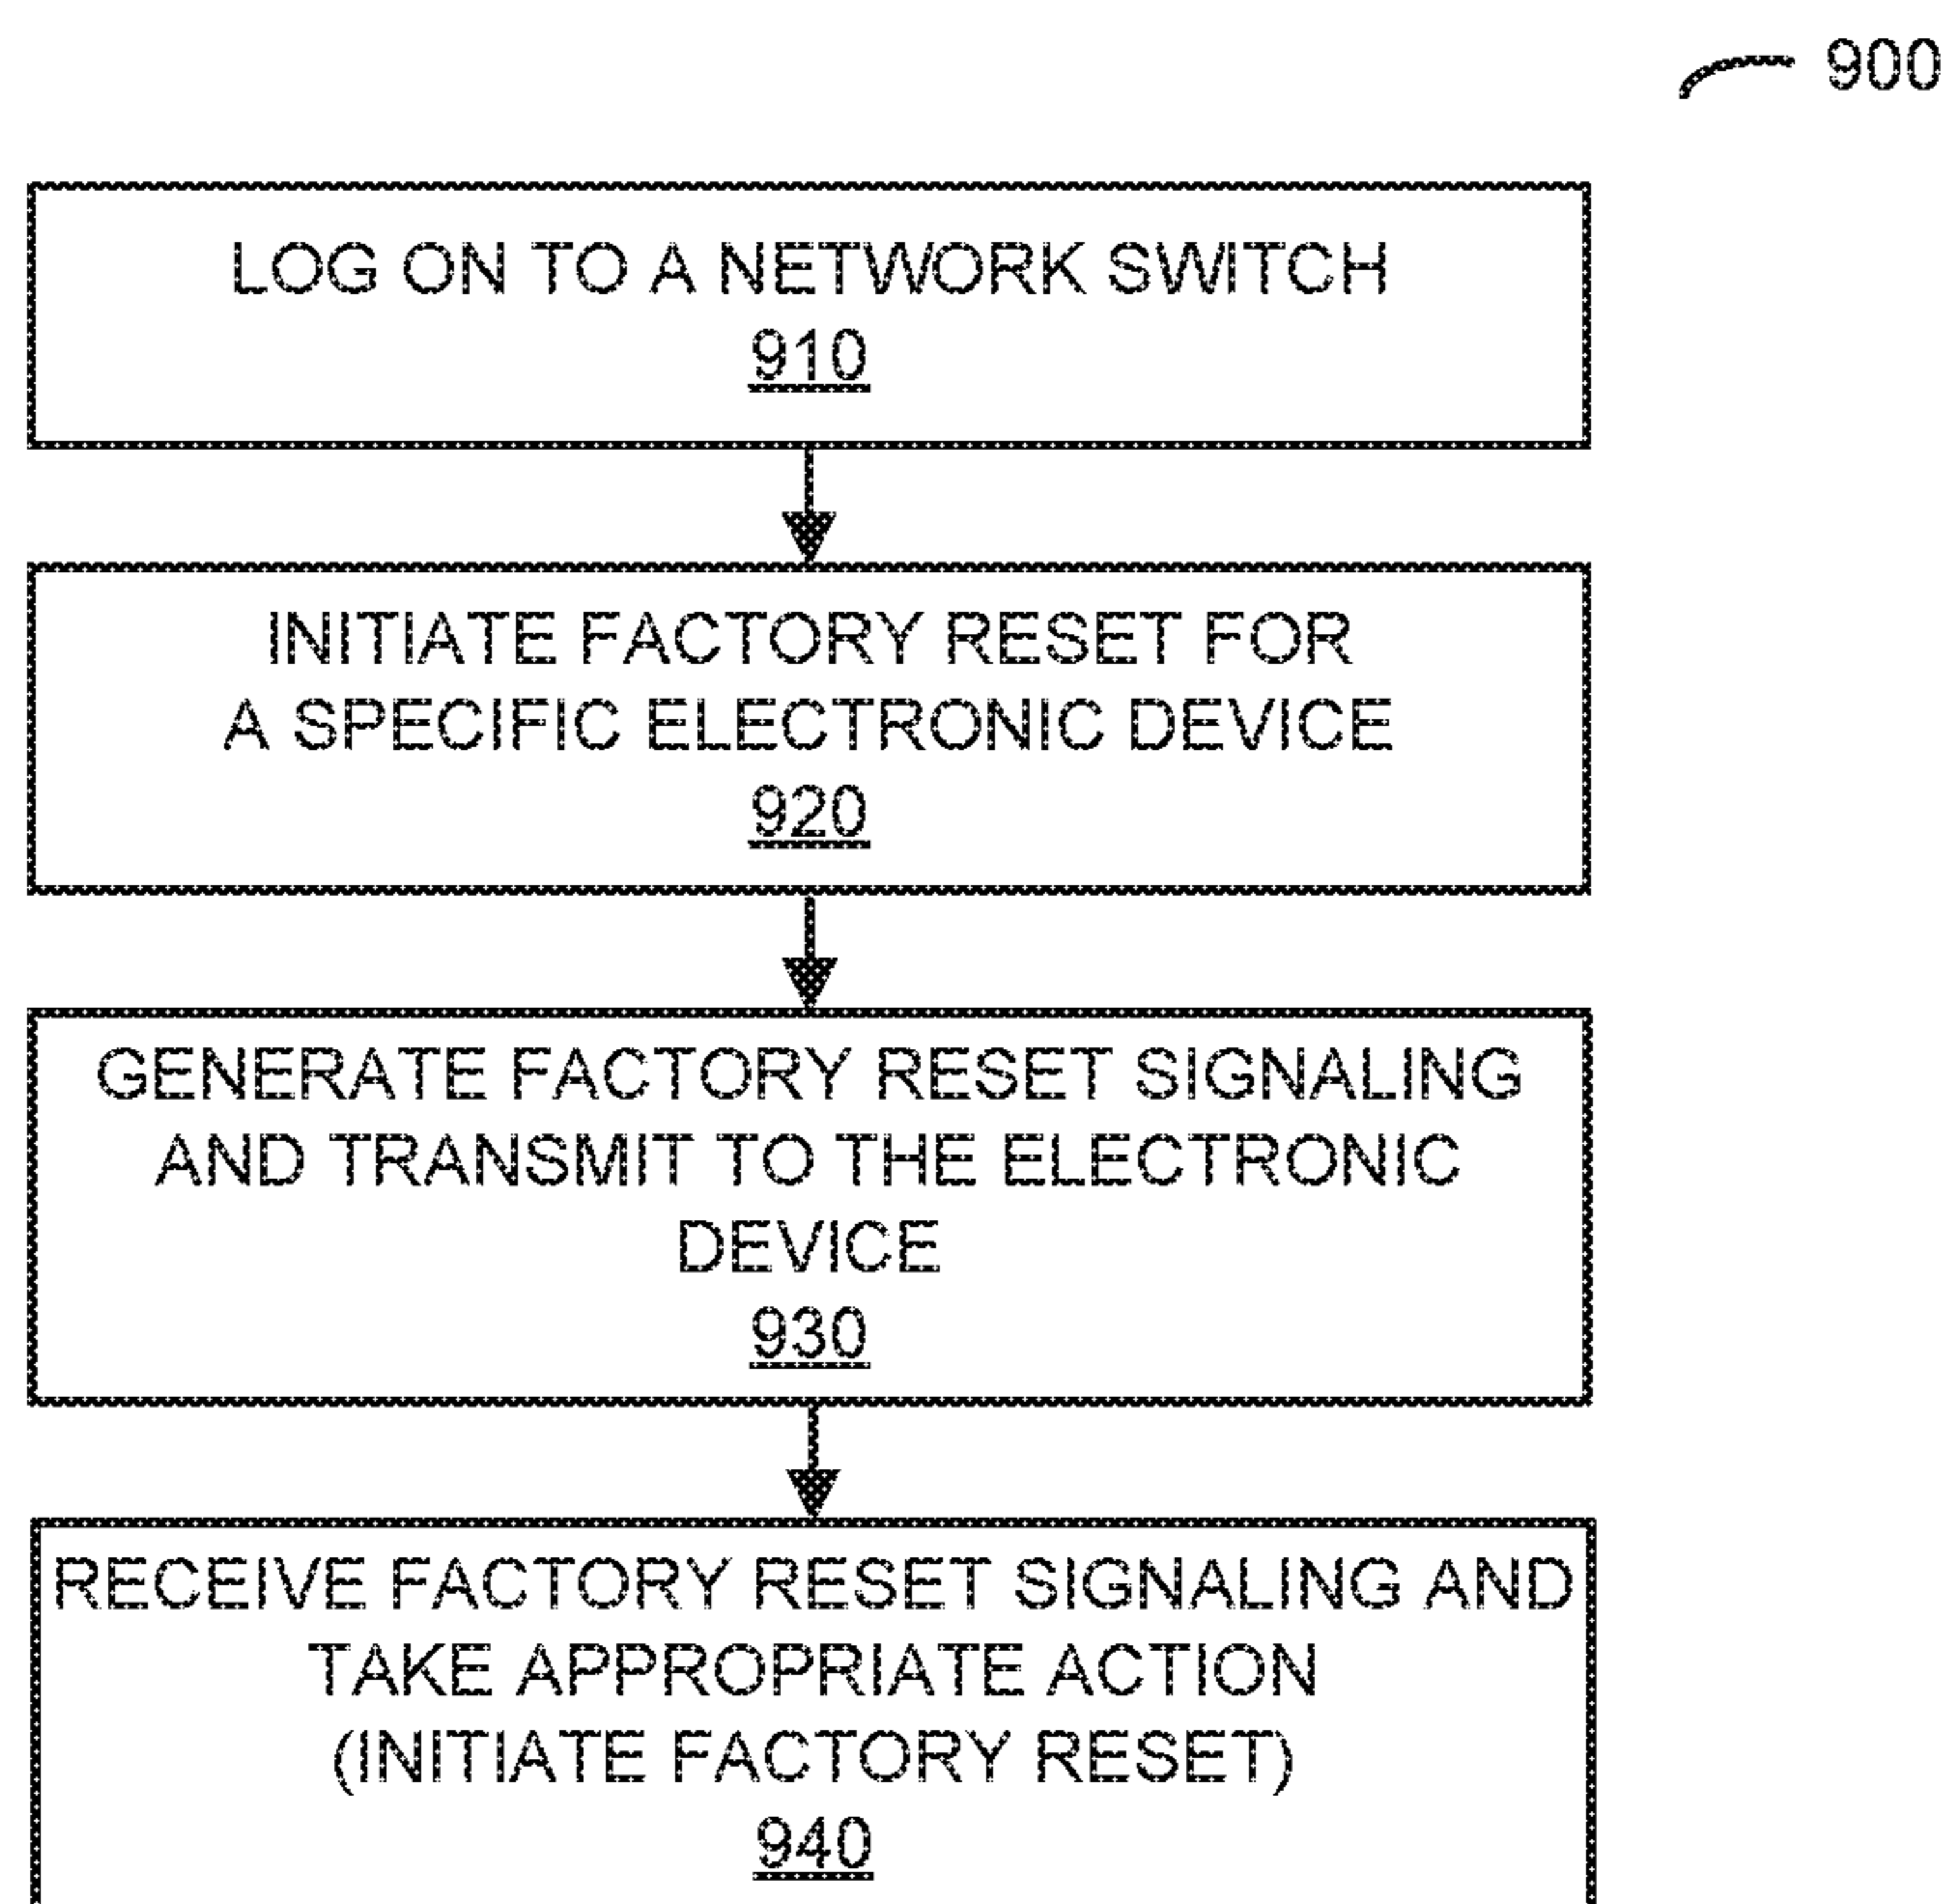 900
LOG ON TO A NETWORK SWITCH
910
INITIATE FACTORY RESET FOR
A SPECIFIC ELECTRONIC DEVICE
920
GENERATE FACTORY RESET SIGNALING
AND TRANSMIT TO THE ELECTRONIC
DEVICE
930
RECEIVE FACTORY RESET SIGNALING AND
TAKE APPROPRIATE ACTION
(INITIATE FACTORY RESET)
940